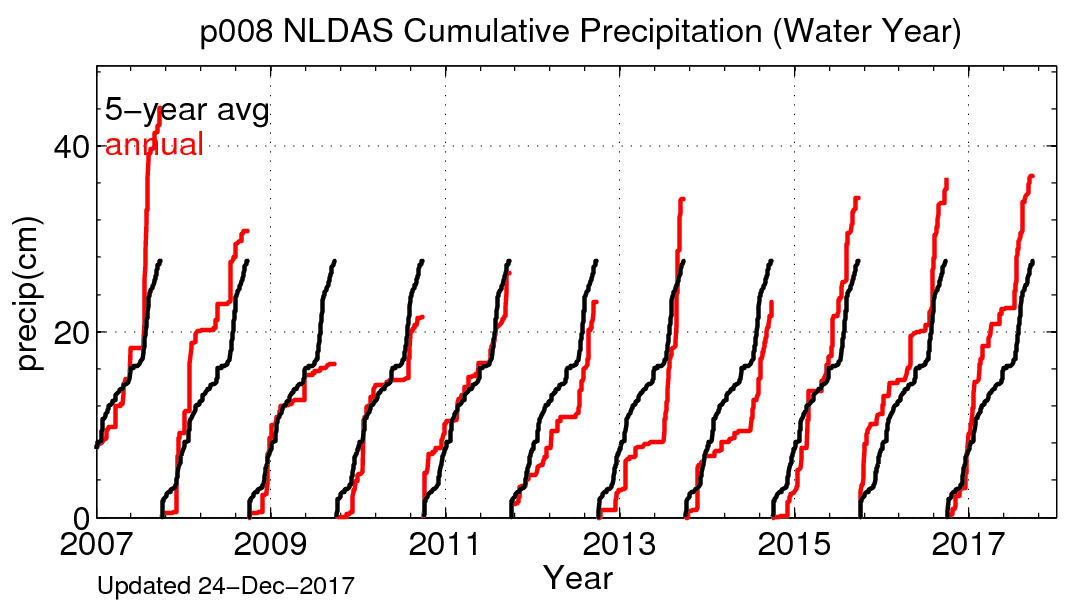 p008 NLDAS Cumulative Precipitation (Water Year)
5−year avg
annual
40
20
0
precip(cm)
2007 2009 2011 2013 2015 2017
Year
Updated 24−Dec−2017